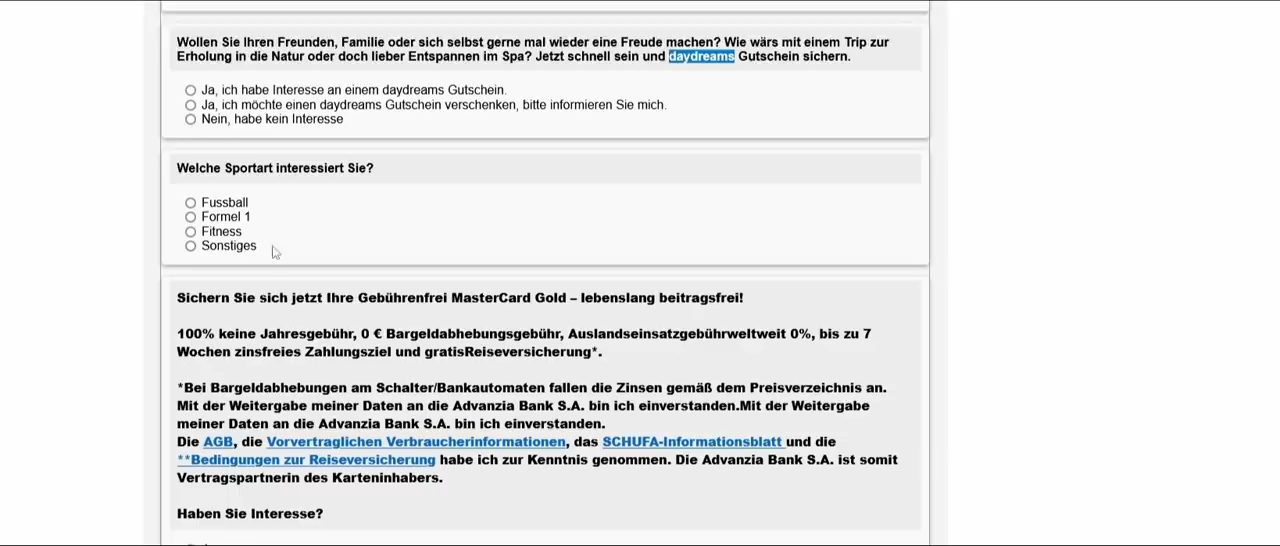 Wollen Sie Ihren Freunden, Familie oder sich selbst gerne mal wieder eine Freude machen? Wie wärs mit einem Trip zur
Erholung in die Natur oder doch lieber Entspannen im Spa? Jetzt schnell sein und daydreams Gutschein sichern.
Ja, ich habe Interesse an einem daydreams Gutschein.
Ja, ich möchte einen daydreams Gutschein verschenken, bitte informieren Sie mich.
Nein, habe kein Interesse
Welche Sportart interessiert Sie?
Fussball
Formel 1
Fitness
Sonstiges
Sichern Sie sich jetzt Ihre Gebührenfrei MasterCard Gold – lebenslang beitragsfrei!
100% keine Jahresgebühr, 0 € Bargeldabhebungsgebühr, Auslandseinsatzgebührweltweit 0%, bis zu 7
Wochen zinsfreies Zahlungsziel und gratisReiseversicherung*.
*Bei Bargeldabhebungen am Schalter/Bankautomaten fallen die Zinsen gemäß dem Preisverzeichnis an.
Mit der Weitergabe meiner Daten an die Advanzia Bank S.A. bin ich einverstanden.Mit der Weitergabe
meiner Daten an die Advanzia Bank S.A. bin ich einverstanden.
Die AGB, die Vorvertraglichen Verbraucherinformationen, das SCHUFA-Informationsblatt und die
**Bedingungen zur Reiseversicherung habe ich zur Kenntnis genommen. Die Advanzia Bank S.A. ist somit
Vertragspartnerin des Karteninhabers.
Haben Sie Interesse?